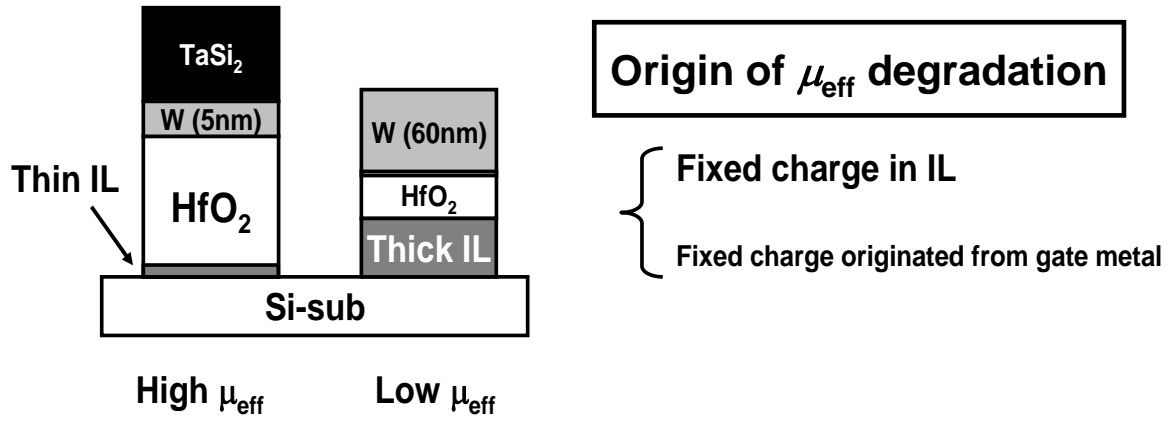 TaSi₂
W (5nm)
HfO₂
Thin IL
W (60nm)
HfO₂
Thick IL
Si-sub
High μeff
Low μeff
Origin of μeff degradation
Fixed charge in IL
Fixed charge originated from gate metal